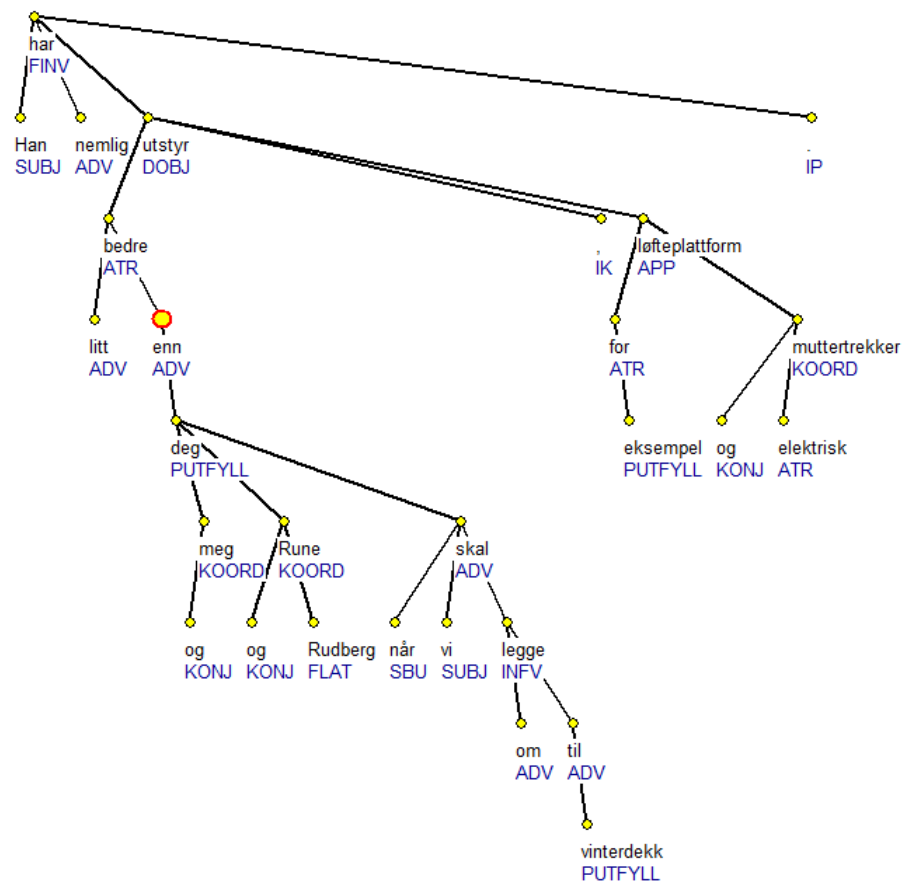 har
FINV
Han nemlig utstyr .
SUBJ ADV DOBJ IP
bedre , løfteplattform
ATR IK APP
litt enn for muttertrekker
ADV ADV ATR KOORD
deg eksempel og elektrisk
PUTFYLL PUTFYLL KONJ ATR
meg Rune skal
KOORD KOORD ADV
og og Rudberg når vi legge
KONJ KONJ FLAT SBU SUBJ INFV
om til
ADV ADV
vinterdekk
PUTFYLL